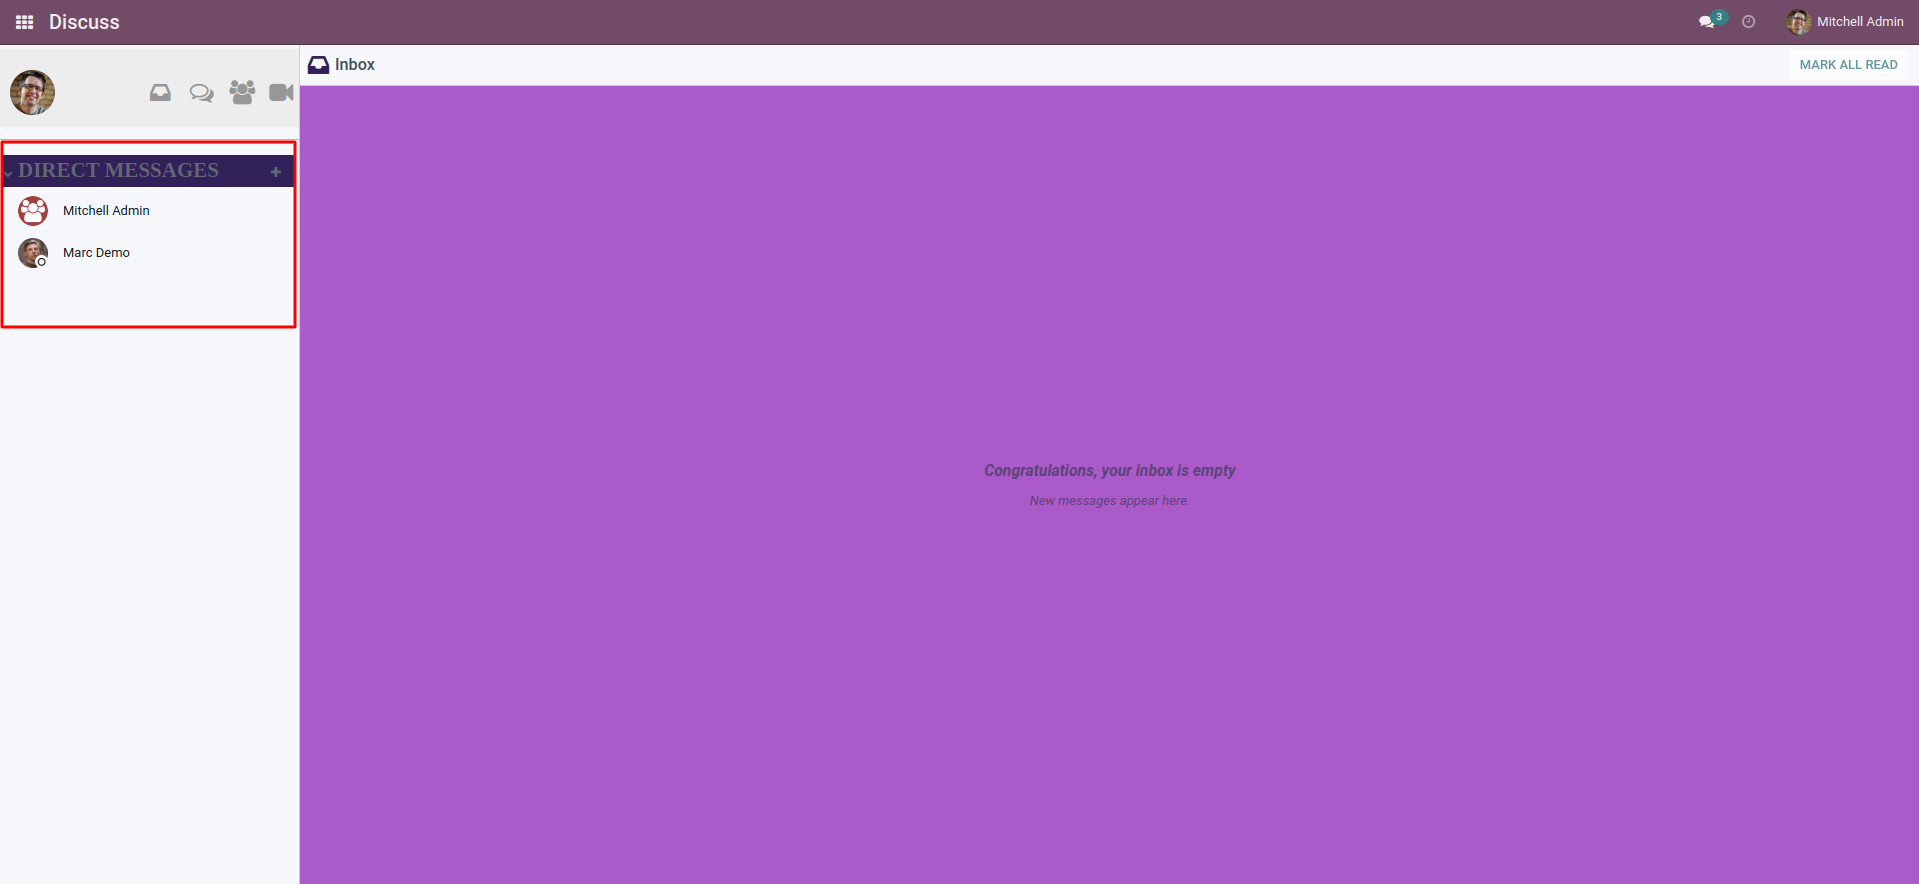 Discuss
3
Mitchell Admin
Inbox
MARK ALL READ
DIRECT MESSAGES
Mitchell Admin
Marc Demo
Congratulations, your inbox is empty
New messages appear here.